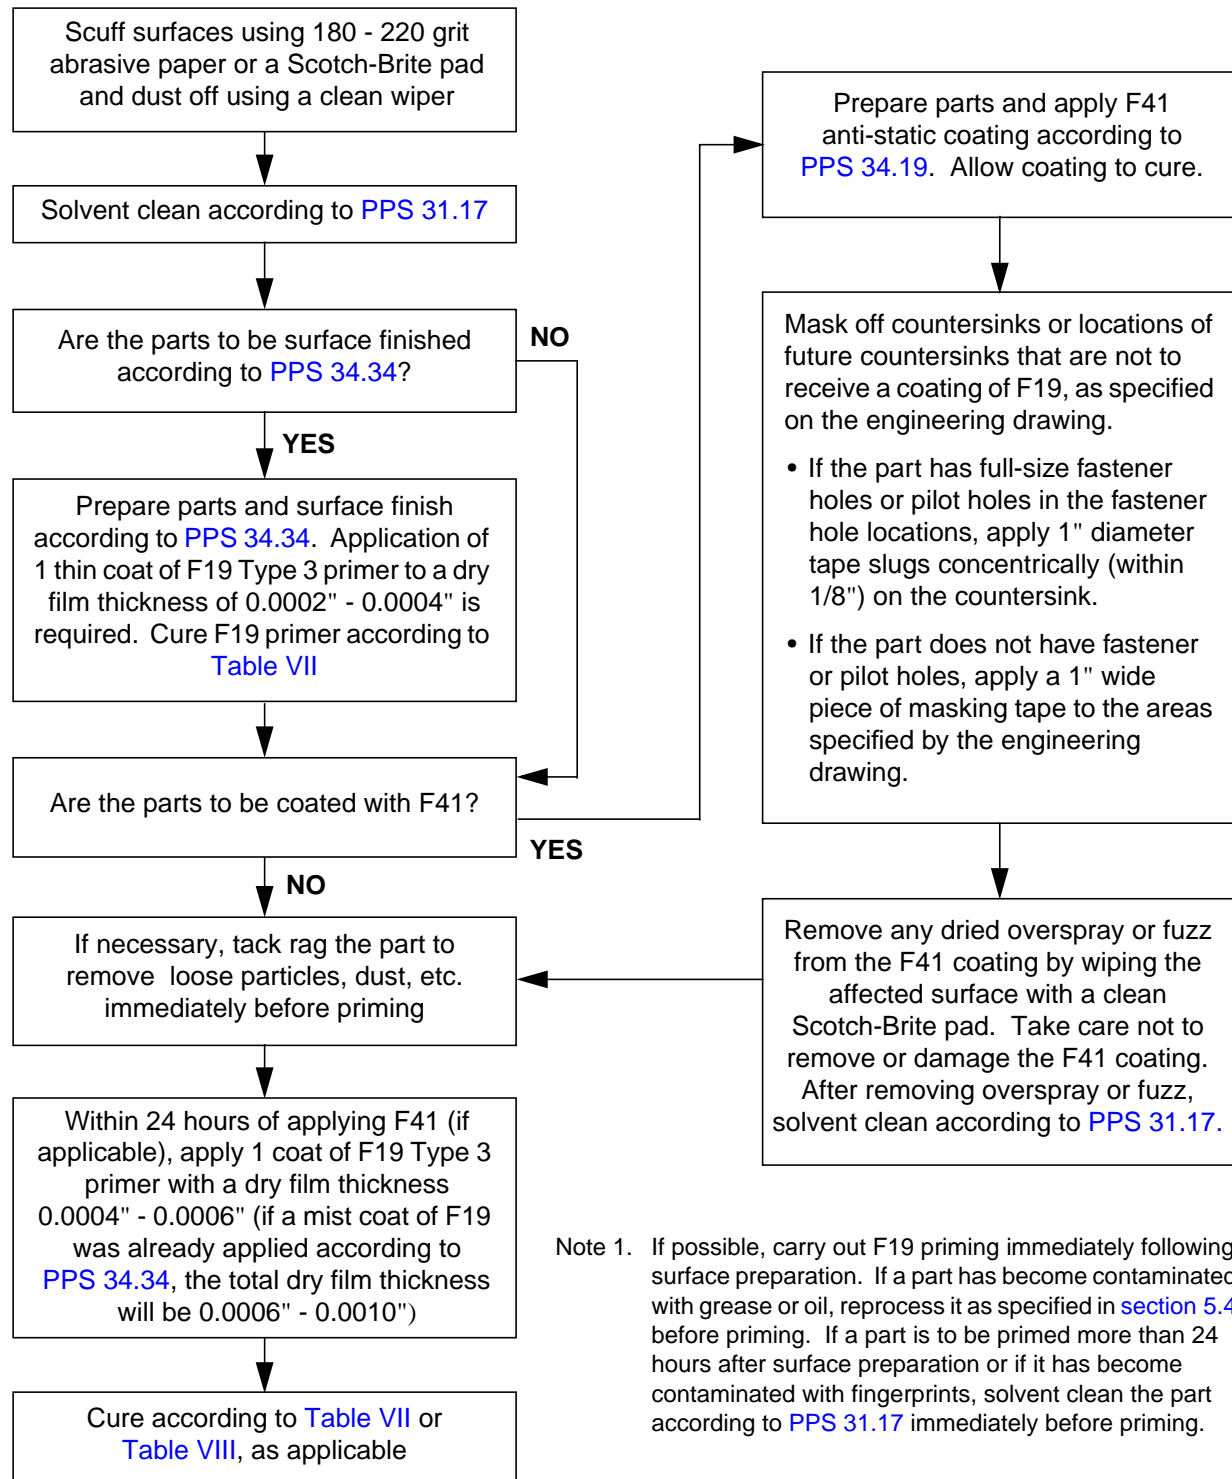 Scuff surfaces using 180 - 220 grit
abrasive paper or a Scotch-Brite pad
and dust off using a clean wiper
Solvent clean according to PPS 31.17
Are the parts to be surface finished
according to PPS 34.34?
NO
YES
Prepare parts and surface finish
according to PPS 34.34. Application of
1 thin coat of F19 Type 3 primer to a dry
film thickness of 0.0002" - 0.0004" is
required. Cure F19 primer according to
Table VII
Are the parts to be coated with F41?
YES
NO
If necessary, tack rag the part to
remove loose particles, dust, etc.
immediately before priming
Within 24 hours of applying F41 (if
applicable), apply 1 coat of F19 Type 3
primer with a dry film thickness
0.0004" - 0.0006" (if a mist coat of F19
was already applied according to
PPS 34.34, the total dry film thickness
will be 0.0006" - 0.0010")
Cure according to Table VII or
Table VIII, as applicable
Prepare parts and apply F41
anti-static coating according to
PPS 34.19. Allow coating to cure.
Mask off countersinks or locations of
future countersinks that are not to
receive a coating of F19, as specified
on the engineering drawing.
• If the part has full-size fastener
holes or pilot holes in the fastener
hole locations, apply 1" diameter
tape slugs concentrically (within
1/8") on the countersink.
• If the part does not have fastener
or pilot holes, apply a 1" wide
piece of masking tape to the areas
specified by the engineering
drawing.
Remove any dried overspray or fuzz
from the F41 coating by wiping the
affected surface with a clean
Scotch-Brite pad. Take care not to
remove or damage the F41 coating.
After removing overspray or fuzz,
solvent clean according to PPS 31.17.
Note 1. If possible, carry out F19 priming immediately following
surface preparation. If a part has become contaminated
with grease or oil, reprocess it as specified in section 5.4
before priming. If a part is to be primed more than 24
hours after surface preparation or if it has become
contaminated with fingerprints, solvent clean the part
according to PPS 31.17 immediately before priming.